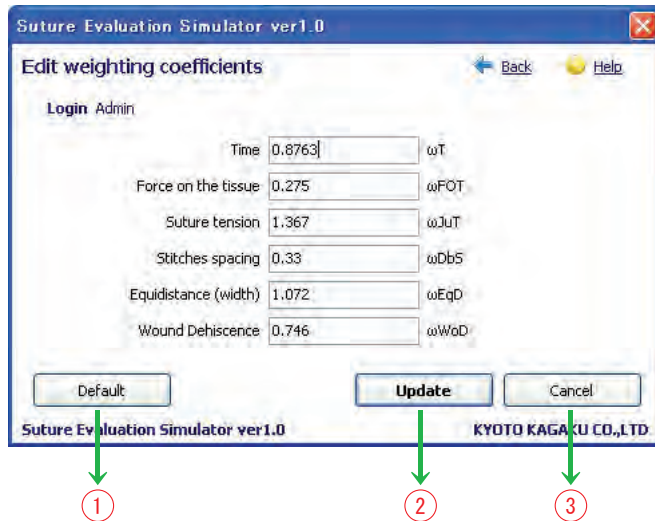 Suture Evaluation Simulator ver1.0
Edit weighting coefficients Back Help
Login Admin
Time 0.8763 ωT
Force on the tissue 0.275 ωFOT
Suture tension 1.367 ωJuT
Stitches spacing 0.33 ωDbS
Equidistance (width) 1.072 ωEqD
Wound Dehiscence 0.746 ωWoD
Default Update Cancel
Suture Evaluation Simulator ver1.0 KYOTO KAGAKU CO.,LTD
① ② ③